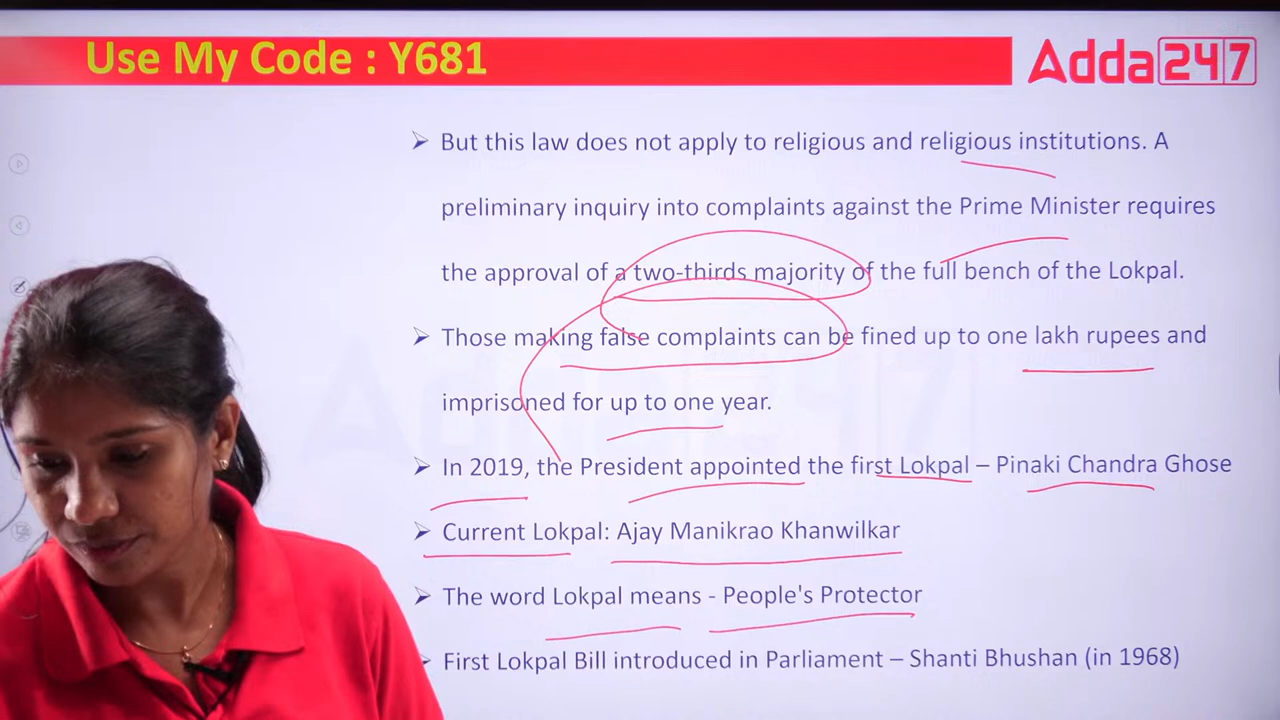 Use My Code : Y681
Adda247
But this law does not apply to religious and religious institutions. A
preliminary inquiry into complaints against the Prime Minister requires
the approval of a two-thirds majority of the full bench of the Lokpal.
Those making false complaints can be fined up to one lakh rupees and
imprisoned for up to one year.
In 2019, the President appointed the first Lokpal – Pinaki Chandra Ghose
Current Lokpal: Ajay Manikrao Khanwilkar
The word Lokpal means - People's Protector
First Lokpal Bill introduced in Parliament – Shanti Bhushan (in 1968)